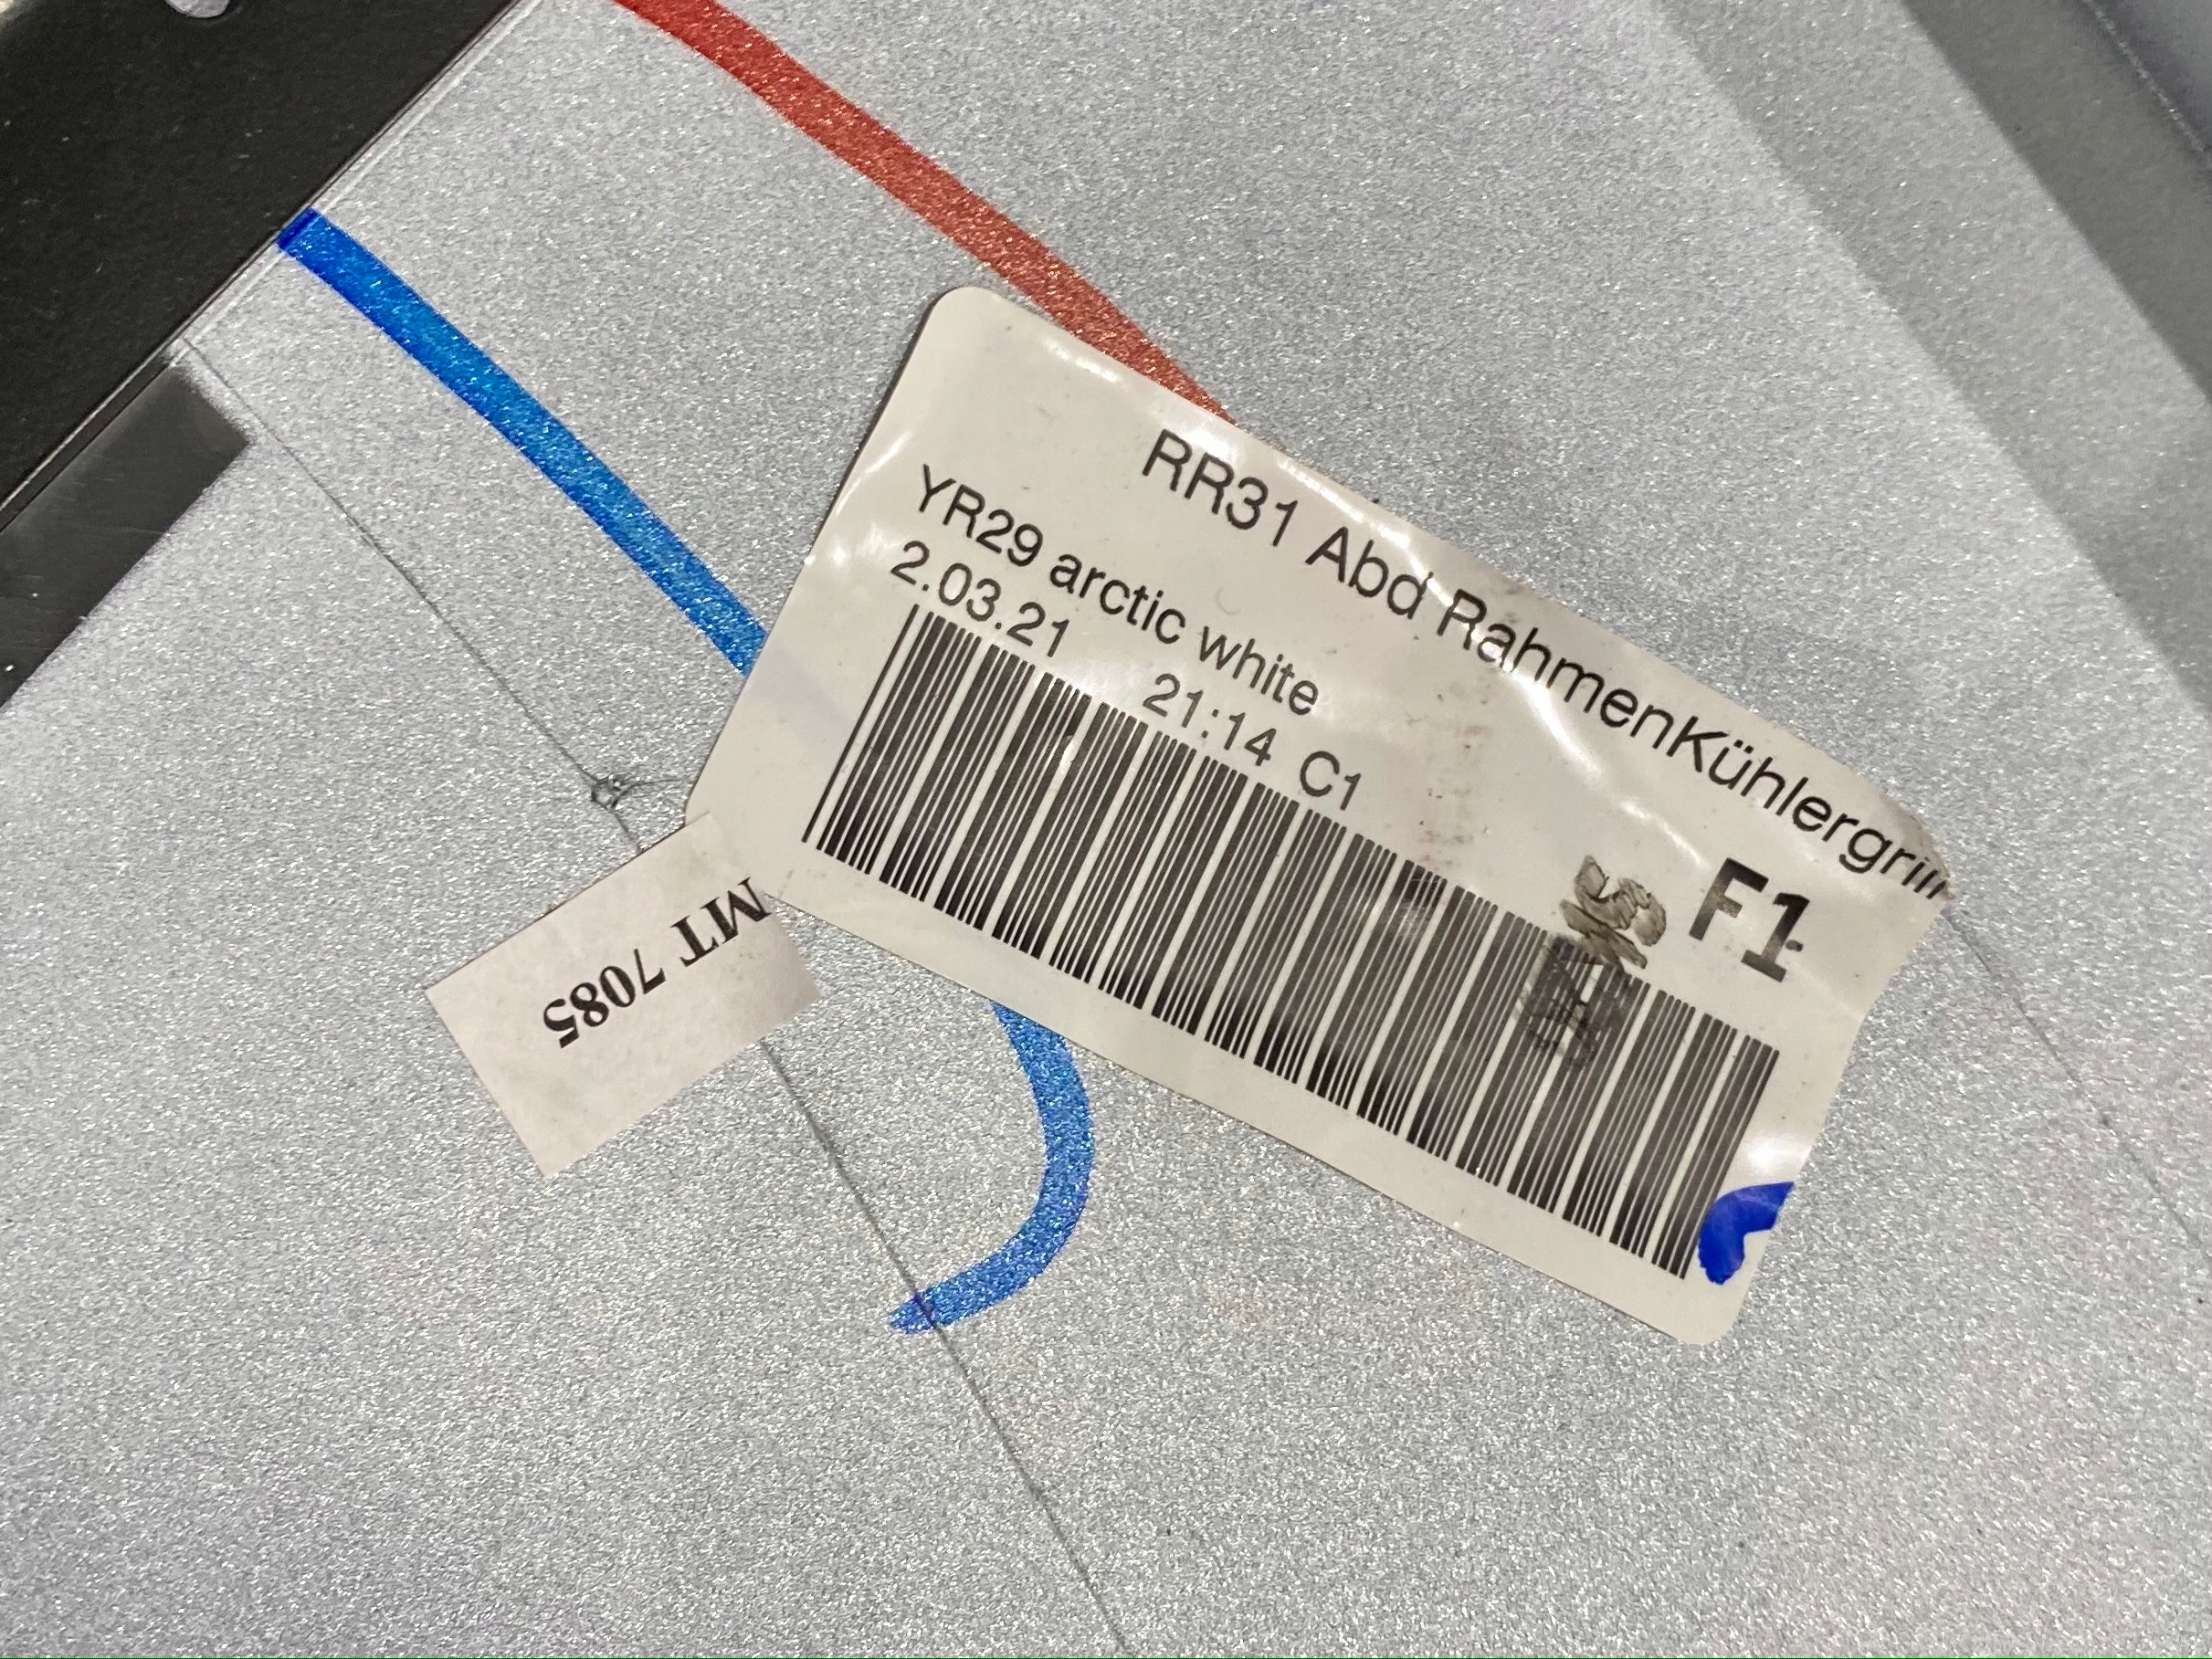 RR31 Abd RahmenKühlergrill
YR29 arctic white
2.03.21 21:14 C1
F1
MT 7085